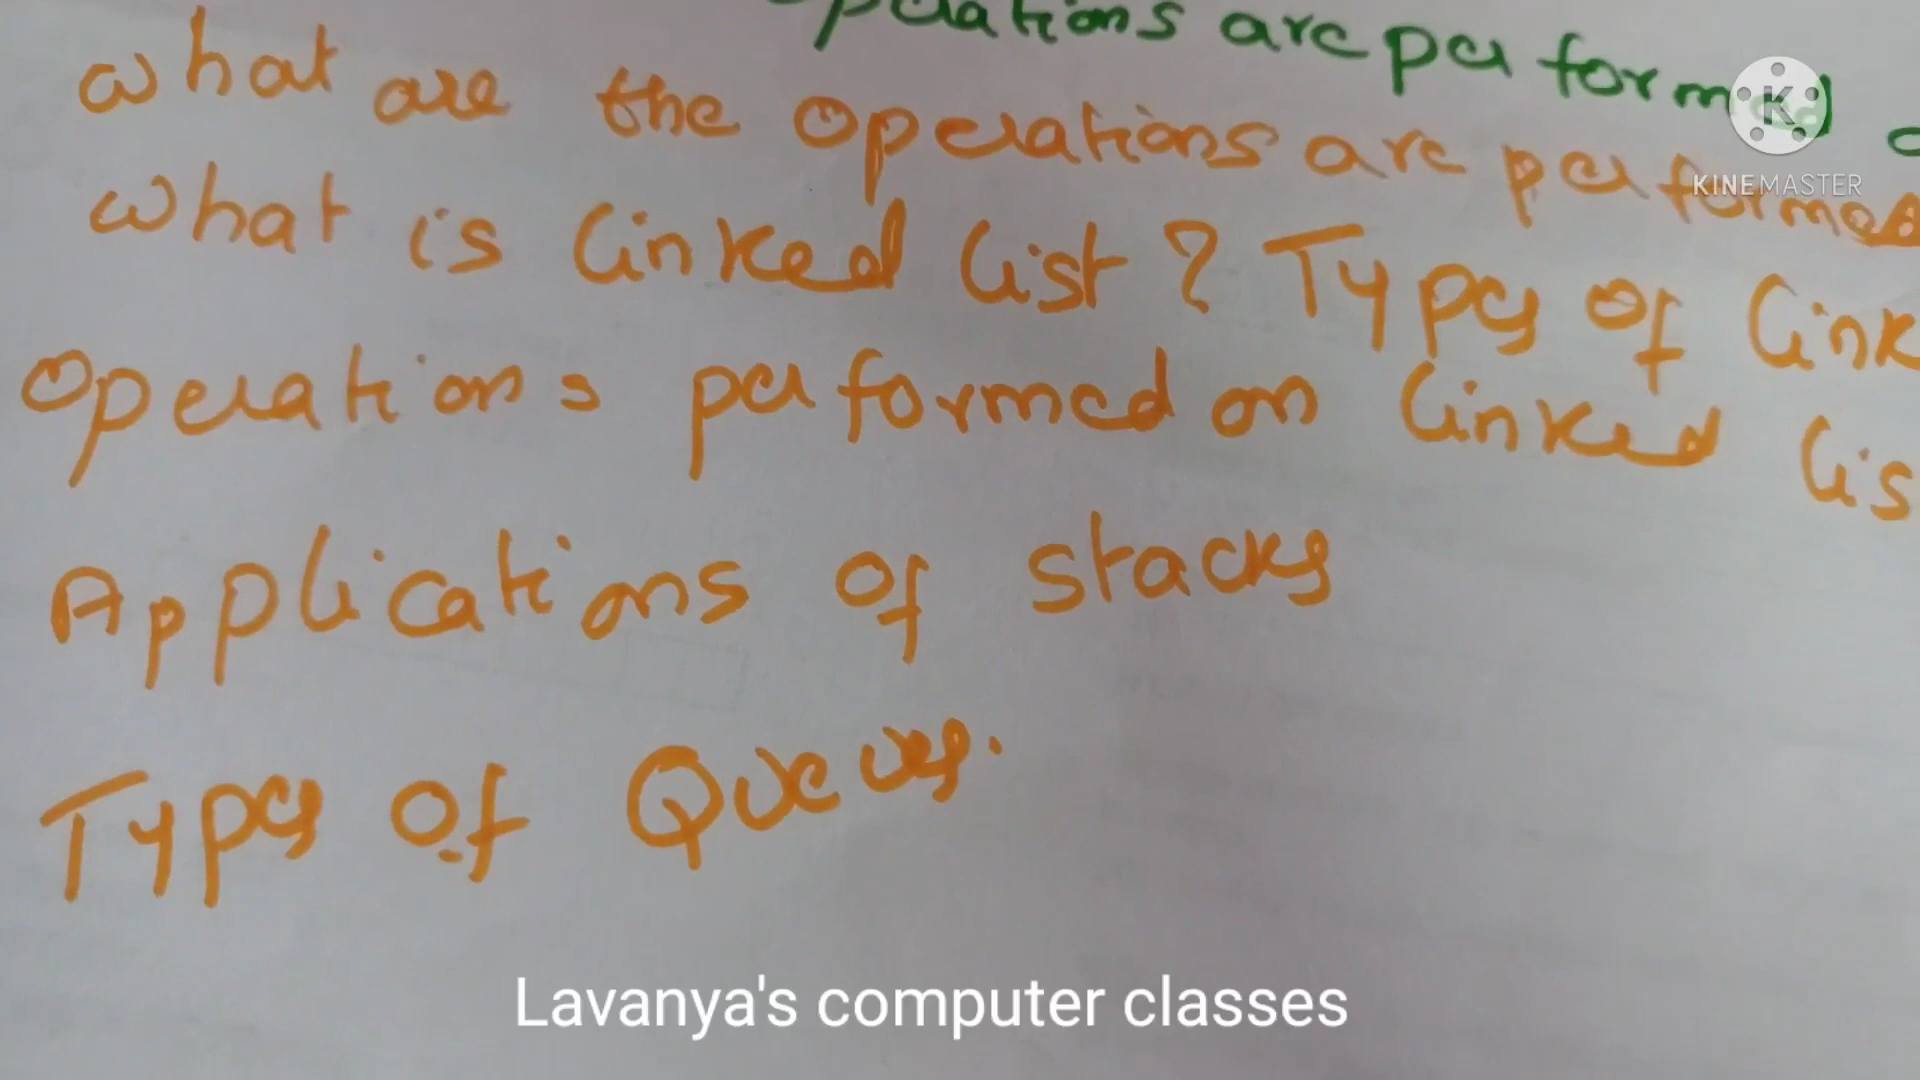 operations are performed
What are the operations are performed
What is linked list? Types of link
Operations performed on linked lis
Applications of stacks
Types of Queues.
KINEMASTER
Lavanya's computer classes